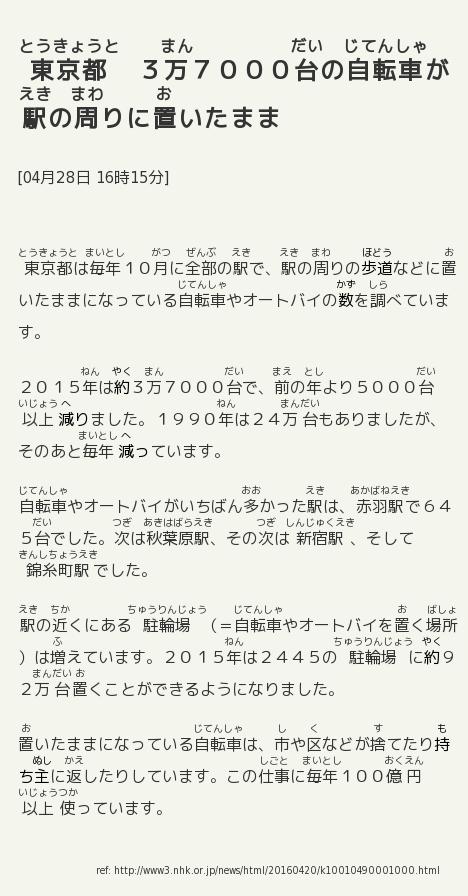 とうきょうと まん だい じてんしゃ
東京都　３万７０００台の自転車が
えき まわ お
駅の周りに置いたまま
[04月28日 16時15分]
とうきょうと まいとし がつ ぜんぶ えき えき まわ ほどう お
東京都は毎年１０月に全部の駅で、駅の周りの歩道などに置
じてんしゃ かず しら
いたままになっている自転車やオートバイの数を調べていま
す。
ねん やく まん だい まえ とし だい
２０１５年は約３万７０００台で、前の年より５０００台
いじょう へ ねん まんだい
以上減りました。１９９０年は２４万台もありましたが、
まいとし へ
そのあと毎年減っています。
じてんしゃ おお えき あかばねえき
自転車やオートバイがいちばん多かった駅は、赤羽駅で６４
だい つぎ あきはばらえき つぎ しんじゅくえき
５台でした。次は秋葉原駅、その次は新宿駅、そして
きんしちょうえき
錦糸町駅でした。
えき ちか ちゅうりんじょう じてんしゃ お ばしょ
駅の近くにある駐輪場（＝自転車やオートバイを置く場所
ふ ねん ちゅうりんじょう やく
）は増えています。２０１５年は２４４５の駐輪場に約９
まんだい お
２万台置くことができるようになりました。
お じてんしゃ し く す も
置いたままになっている自転車は、市や区などが捨てたり持
ぬし かえ しごと まいとし おくえん
ち主に返したりしています。この仕事に毎年１００億円
いじょう つか
以上使っています。
ref: http://www3.nhk.or.jp/news/html/20160420/k10010490001000.html